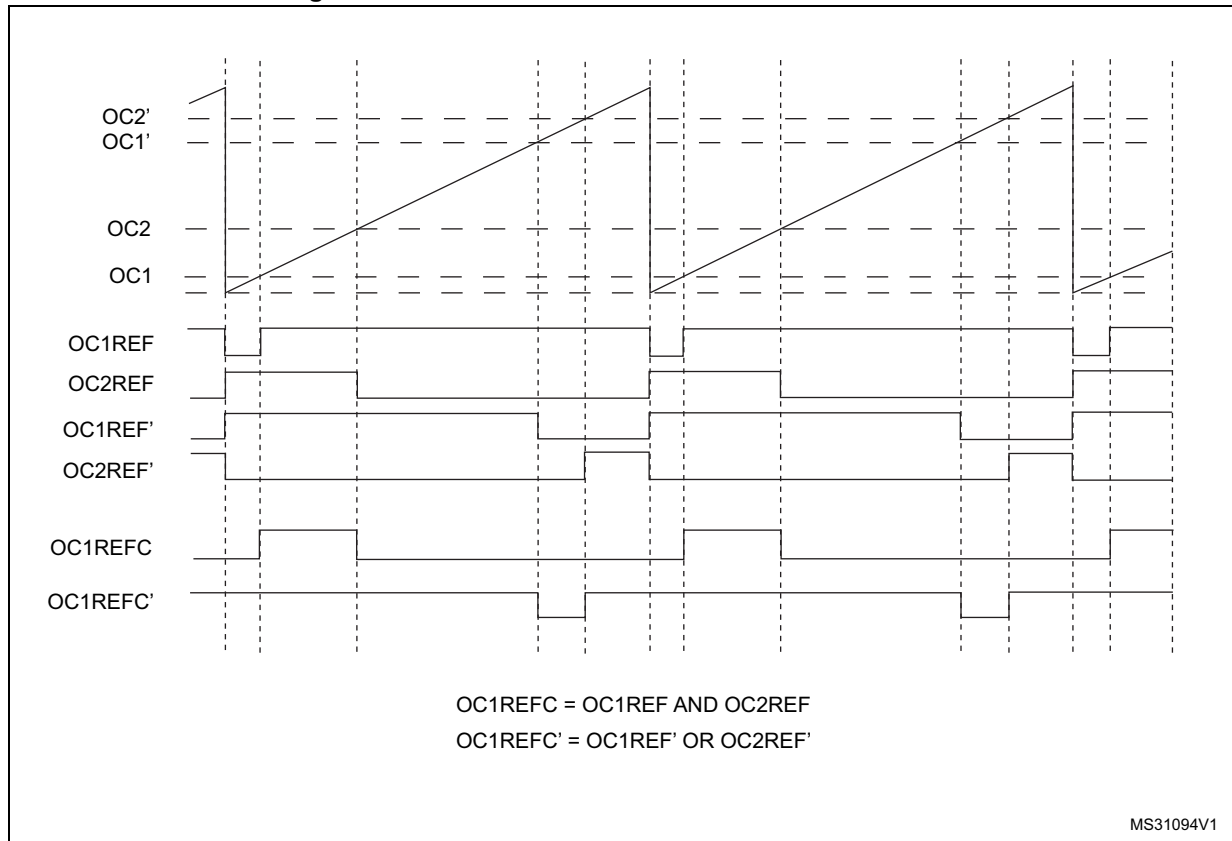 OC2’
OC1’
OC2
OC1
OC1REF
OC2REF
OC1REF’
OC2REF’
OC1REFC
OC1REFC’
OC1REFC = OC1REF AND OC2REF
OC1REFC’ = OC1REF’ OR OC2REF’
MS31094V1